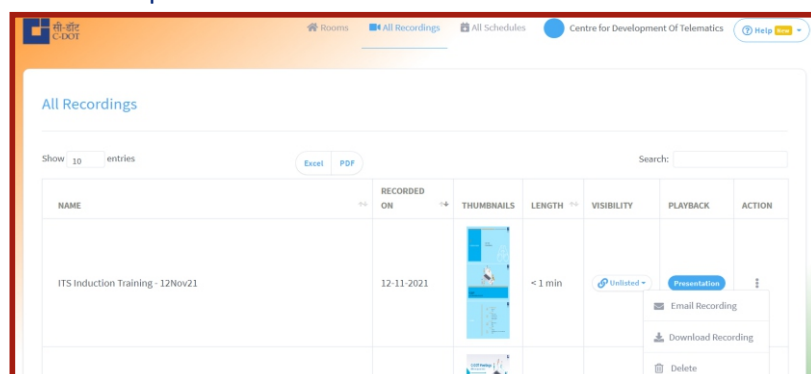 सी-डॉट
C-DOT
Rooms All Recordings All Schedules Centre for Development Of Telematics Help New
All Recordings
Show 10 entries Excel PDF Search:
NAME RECORDED ON THUMBNAILS LENGTH VISIBILITY PLAYBACK ACTION
ITS Induction Training - 12Nov21 12-11-2021 < 1 min Unlisted Presentation
Email Recording
Download Recording
Delete